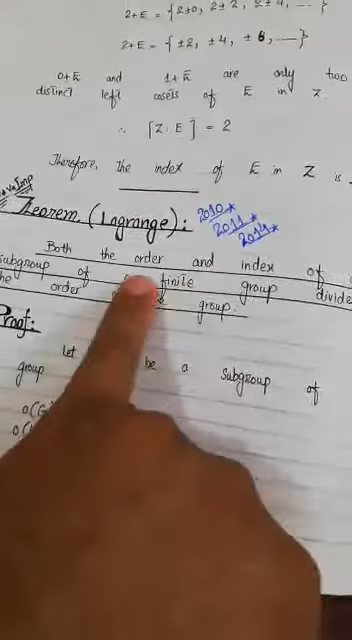 2+E = {2±0, 2±2, 2±4, ... }
2+E = { ±2, ±4, ±6, ---- }
0+E and 1+E are only two
distinct left cosets of E in Z.
∴ [Z : E] = 2
Therefore, the index of E in Z is
**V.Imp
Theorem (Lagrange):
2010*
2011*
2014*
Both the order and index of
subgroup of finite group divide
the order group.
Proof:
Let be a subgroup of
group
o(G
o(